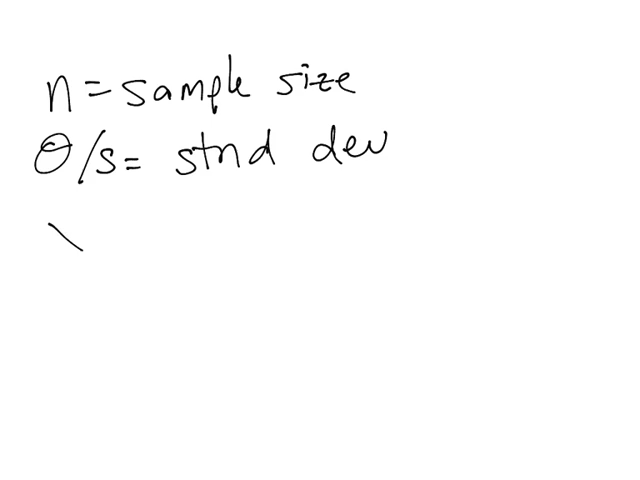 n = sample size
θ/s = stnd dev
\